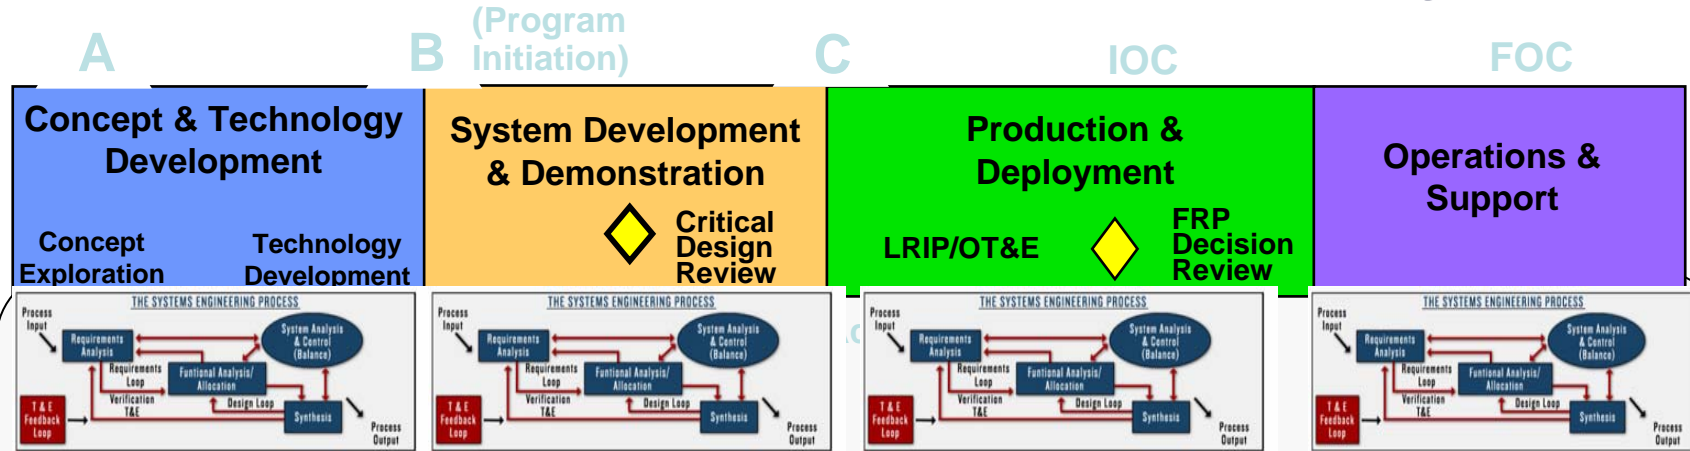 (Program
Initiation)
A
B
C
IOC
FOC
Concept & Technology
Development
Concept
Exploration
Technology
Development
System Development
& Demonstration
Critical
Design
Review
Production &
Deployment
LRIP/OT&E
FRP
Decision
Review
Operations &
Support
THE SYSTEMS ENGINEERING PROCESS
Process
Input
Requirements
Analysis
System Analysis
& Control
(Balance)
Requirements
Loop
Funtional Analysis/
Allocation
Verification
T&E
Design Loop
T & E
Feedback
Loop
Synthesis
Process
Output
THE SYSTEMS ENGINEERING PROCESS
Process
Input
Requirements
Analysis
System Analysis
& Control
(Balance)
Requirements
Loop
Funtional Analysis/
Allocation
Verification
T&E
Design Loop
T & E
Feedback
Loop
Synthesis
Process
Output
THE SYSTEMS ENGINEERING PROCESS
Process
Input
Requirements
Analysis
System Analysis
& Control
(Balance)
Requirements
Loop
Funtional Analysis/
Allocation
Verification
T&E
Design Loop
T & E
Feedback
Loop
Synthesis
Process
Output
THE SYSTEMS ENGINEERING PROCESS
Process
Input
Requirements
Analysis
System Analysis
& Control
(Balance)
Requirements
Loop
Funtional Analysis/
Allocation
Verification
T&E
Design Loop
T & E
Feedback
Loop
Synthesis
Process
Output